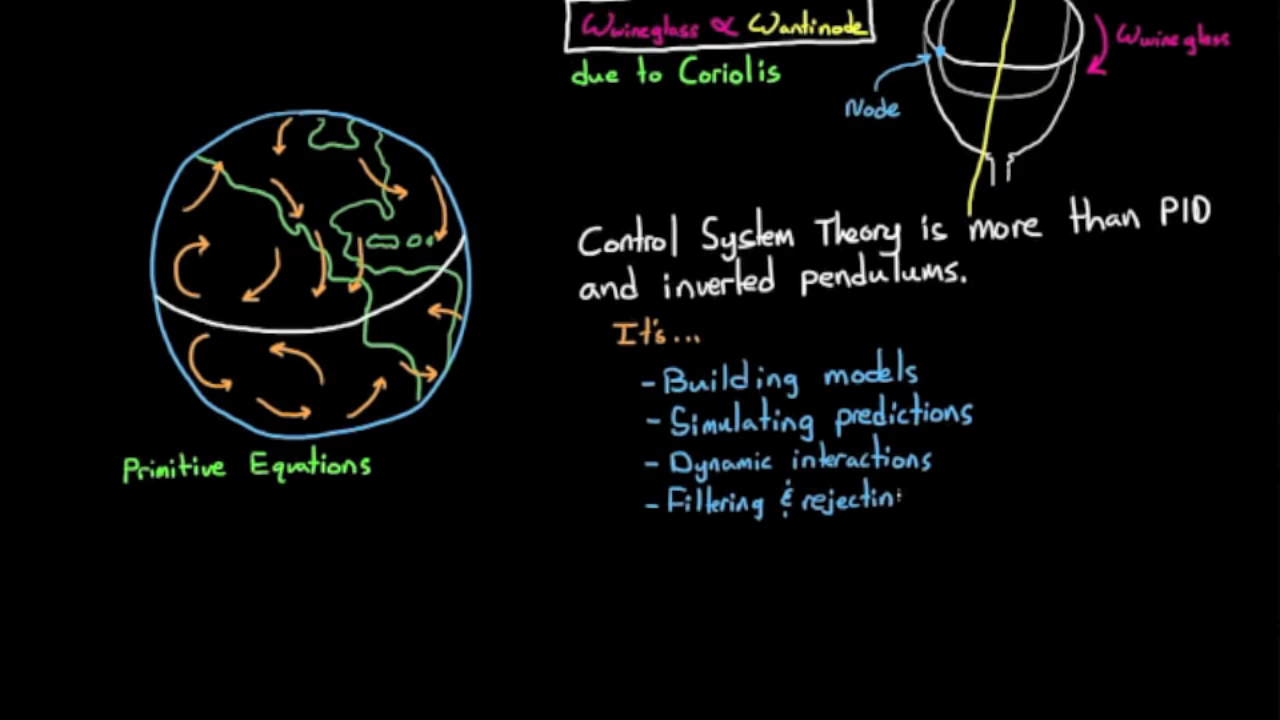 Wwineglass ∝ Wantinode
due to Coriolis
Wwineglass
Node
Control System Theory is more than PID
and inverted pendulums.
It's...
- Building models
- Simulating predictions
- Dynamic interactions
- Filtering & rejectin
Primitive Equations